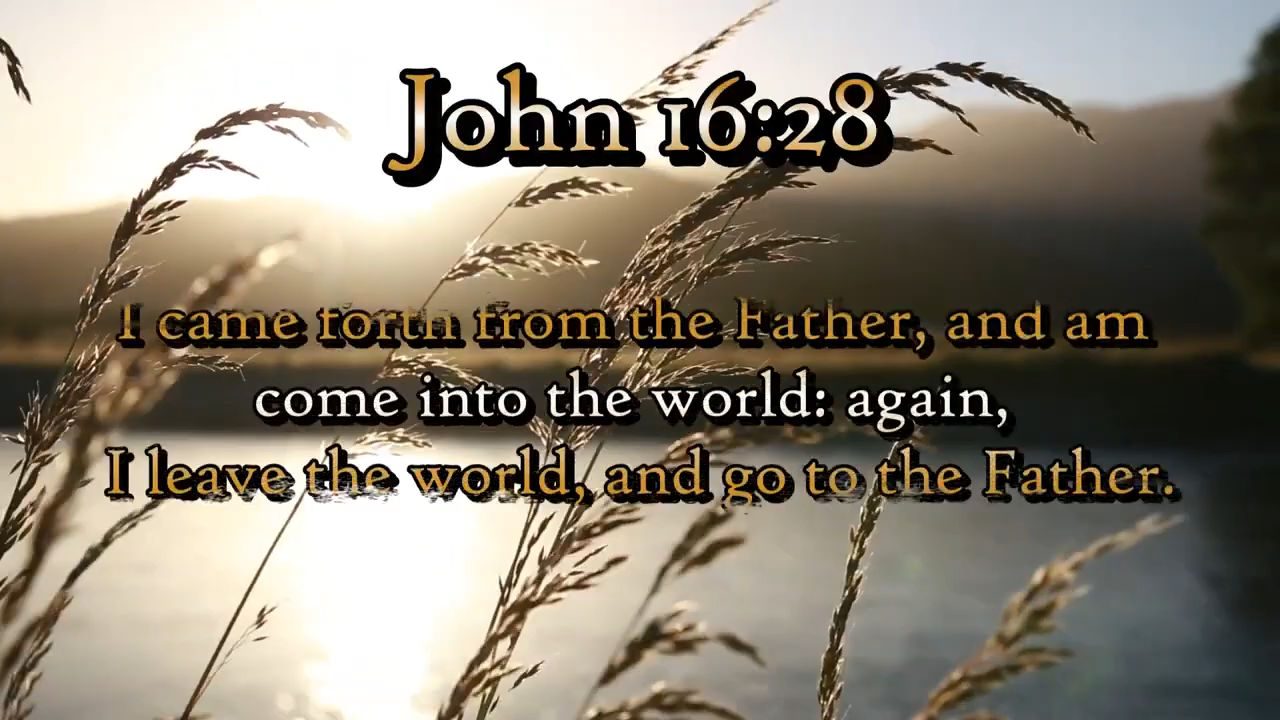 John 16:28
I came forth from the Father, and am
come into the world: again,
I leave the world, and go to the Father.